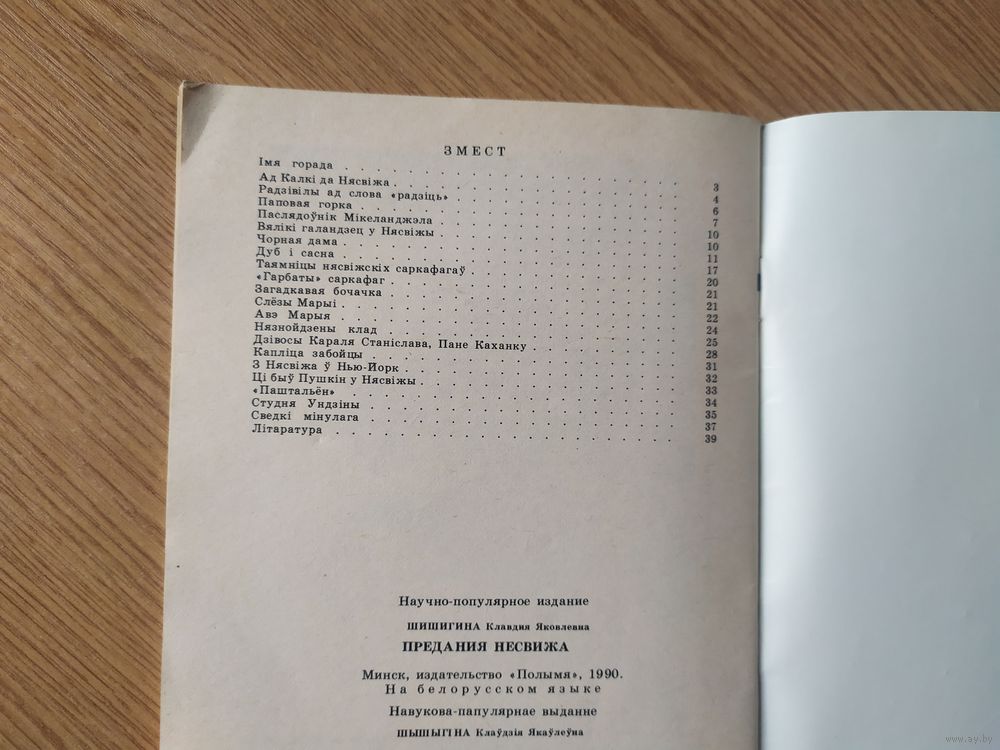 ЗМЕСТ
Імя горада . . . . . . . . . . 3
Ад Калкі да Нясвіжа . . . . . . . . . . 4
Радзівілы ад слова «радзіць» . . . . . . . . . . 6
Паповая горка . . . . . . . . . . 7
Паслядоўнік Мікеланджэла . . . . . . . . . . 10
Вялікі галандзец у Нясвіжы . . . . . . . . . . 10
Чорная дама . . . . . . . . . . 11
Дуб і сасна . . . . . . . . . . 17
Таямніцы нясвіжскіх саркафагаў . . . . . . . . . . 20
«Гарбаты» саркафаг . . . . . . . . . . 21
Загадкавая бочачка . . . . . . . . . . 21
Слёзы Марыі . . . . . . . . . . 22
Авэ Марыя . . . . . . . . . . 24
Нязнойдзены клад . . . . . . . . . . 25
Дзівосы Караля Станіслава, Пане Каханку . . . . . . . . . . 28
Капліца забойцы . . . . . . . . . . 31
З Нясвіжа ў Нью-Йорк . . . . . . . . . . 32
Ці быў Пушкін у Нясвіжы . . . . . . . . . . 33
«Паштальён» . . . . . . . . . . 34
Студня Ундзіны . . . . . . . . . . 35
Сведкі мінулага . . . . . . . . . . 37
Літаратура . . . . . . . . . . 39
Научно-популярное издание
ШИШИГИНА Клавдия Яковлевна
ПРЕДАНИЯ НЕСВИЖА
Минск, издательство «Полымя», 1990.
На белорусском языке
Навукова-папулярнае выданне
ШЫШЫГІНА Клаўдзія Якаўлеўна
www.ay.by